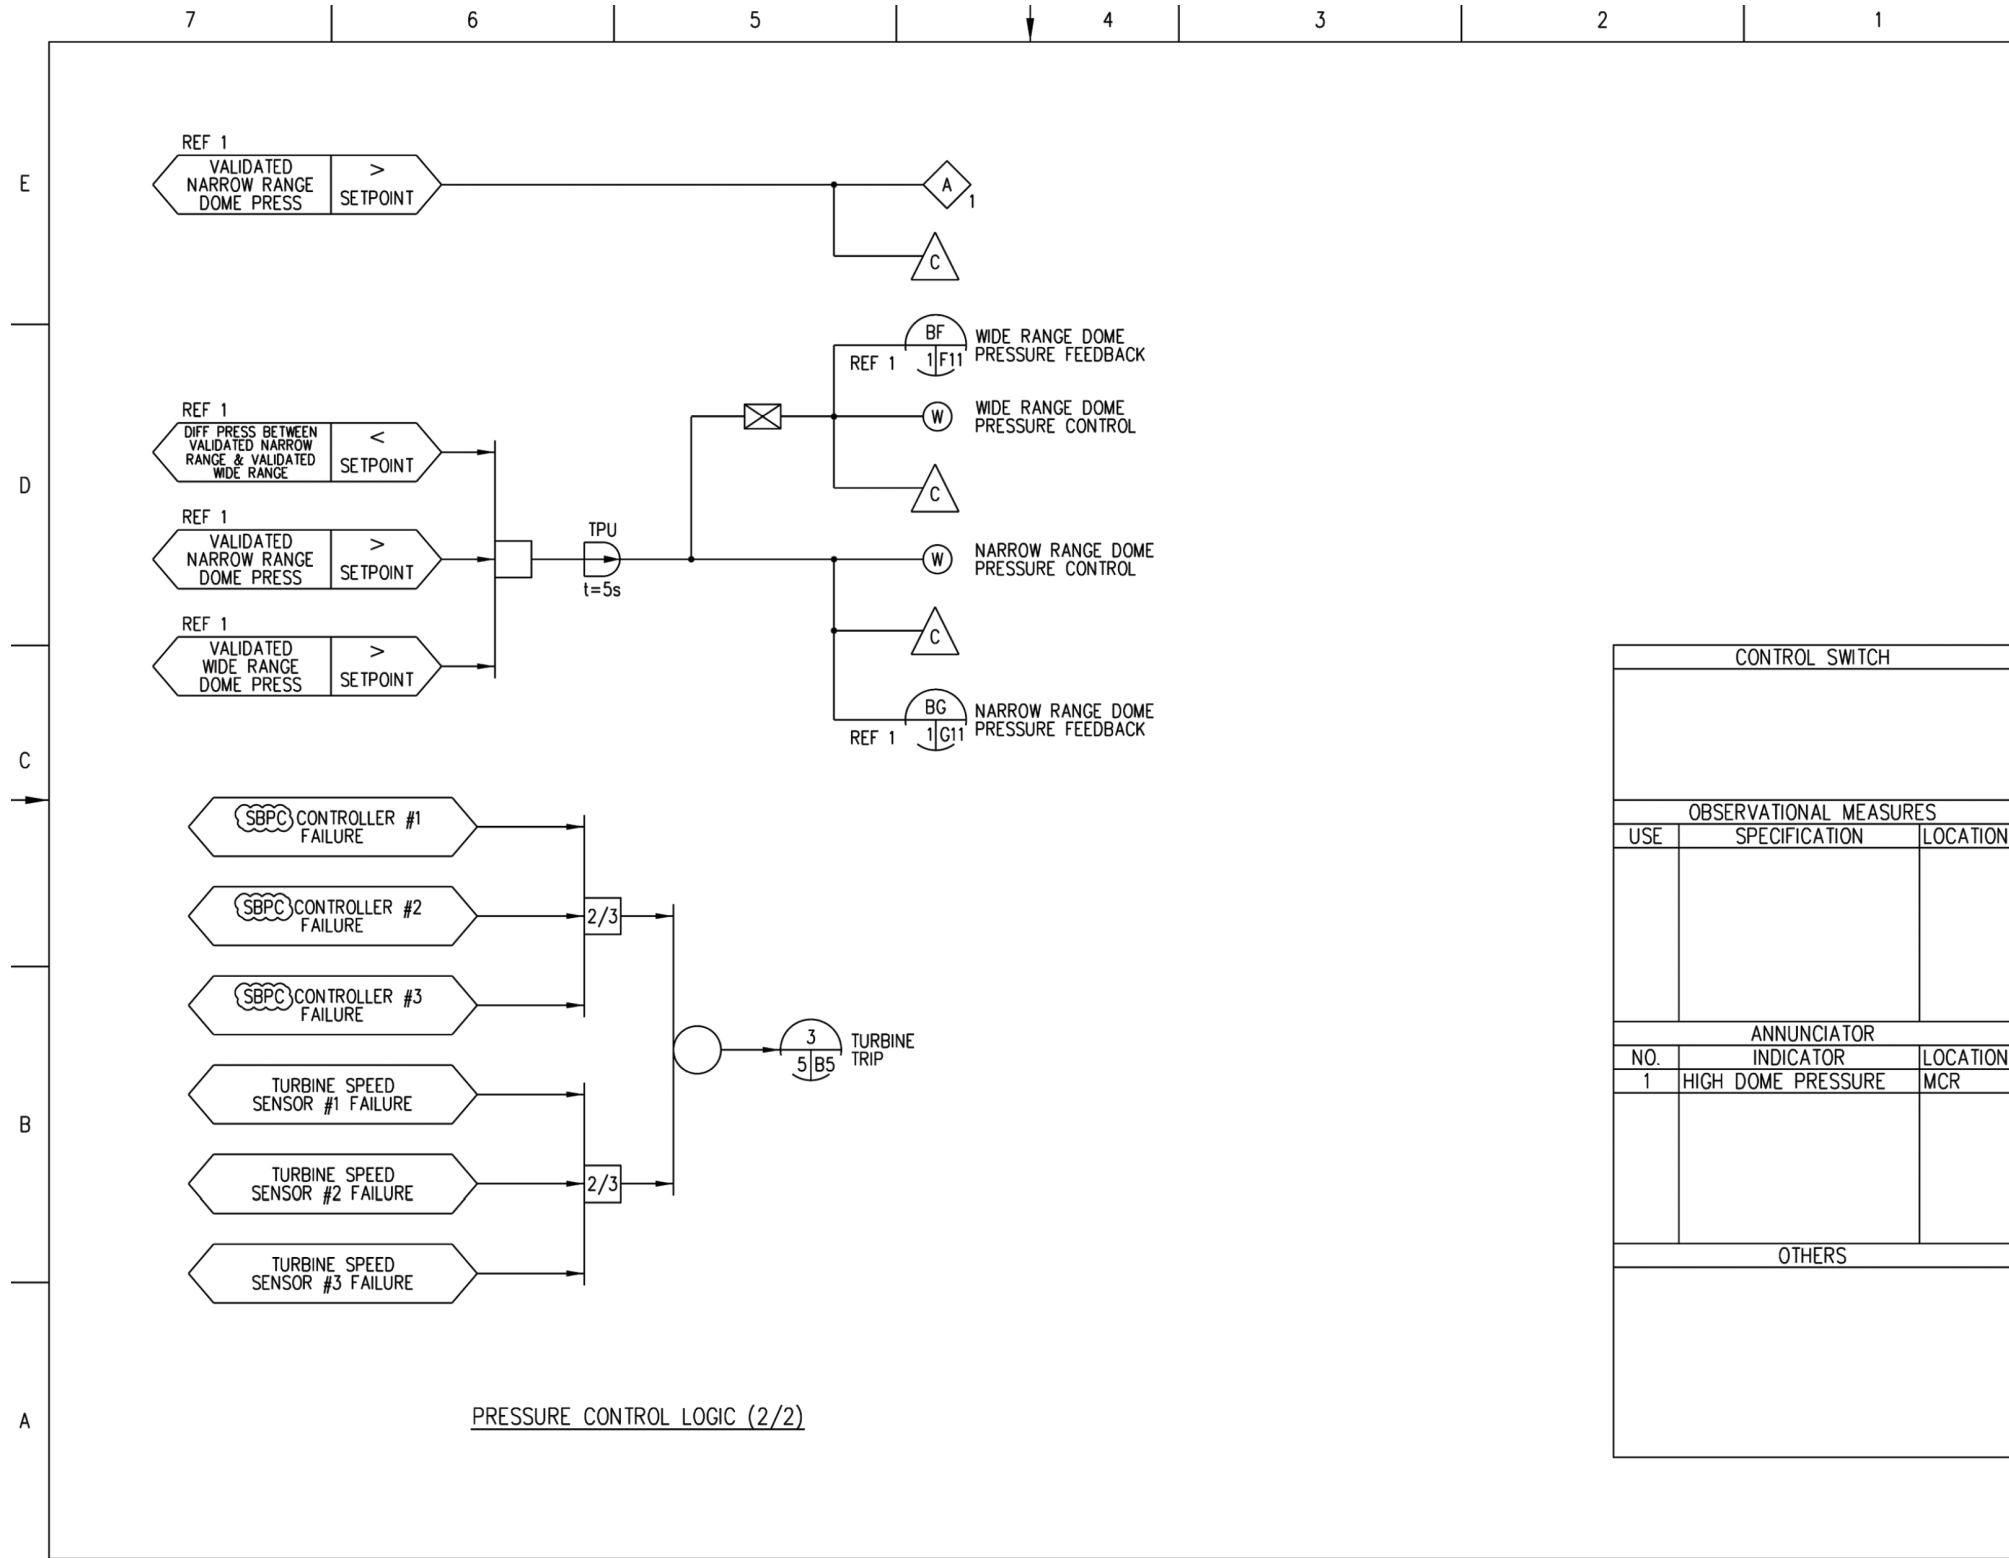 7 6 5 4 3 2 1
E
REF 1
VALIDATED
NARROW RANGE
DOME PRESS
>
SETPOINT
A
1
C
D
BF
1 F11
REF 1
WIDE RANGE DOME
PRESSURE FEEDBACK
W
WIDE RANGE DOME
PRESSURE CONTROL
C
REF 1
DIFF PRESS BETWEEN
VALIDATED NARROW
RANGE & VALIDATED
WIDE RANGE
<
SETPOINT
REF 1
VALIDATED
NARROW RANGE
DOME PRESS
>
SETPOINT
TPU
t=5s
W
NARROW RANGE DOME
PRESSURE CONTROL
C
REF 1
VALIDATED
WIDE RANGE
DOME PRESS
>
SETPOINT
BG
1 G11
REF 1
NARROW RANGE DOME
PRESSURE FEEDBACK
C
SBPC CONTROLLER #1
FAILURE
SBPC CONTROLLER #2
FAILURE
2/3
SBPC CONTROLLER #3
FAILURE
3
5 B5
TURBINE
TRIP
B
TURBINE SPEED
SENSOR #1 FAILURE
TURBINE SPEED
SENSOR #2 FAILURE
2/3
TURBINE SPEED
SENSOR #3 FAILURE
A
PRESSURE CONTROL LOGIC (2/2)
CONTROL SWITCH
OBSERVATIONAL MEASURES
USE SPECIFICATION LOCATION
ANNUNCIATOR
NO. INDICATOR LOCATION
1 HIGH DOME PRESSURE MCR
OTHERS